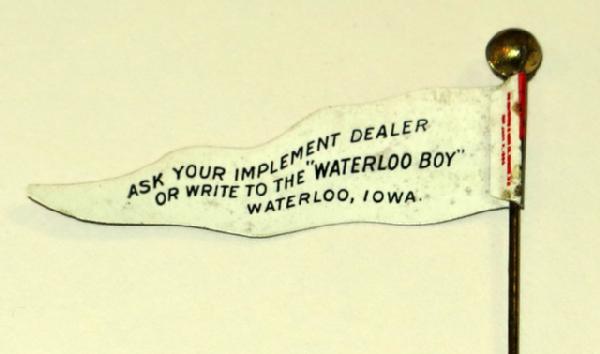 ASK YOUR IMPLEMENT DEALER
OR WRITE TO THE "WATERLOO BOY"
WATERLOO, IOWA.